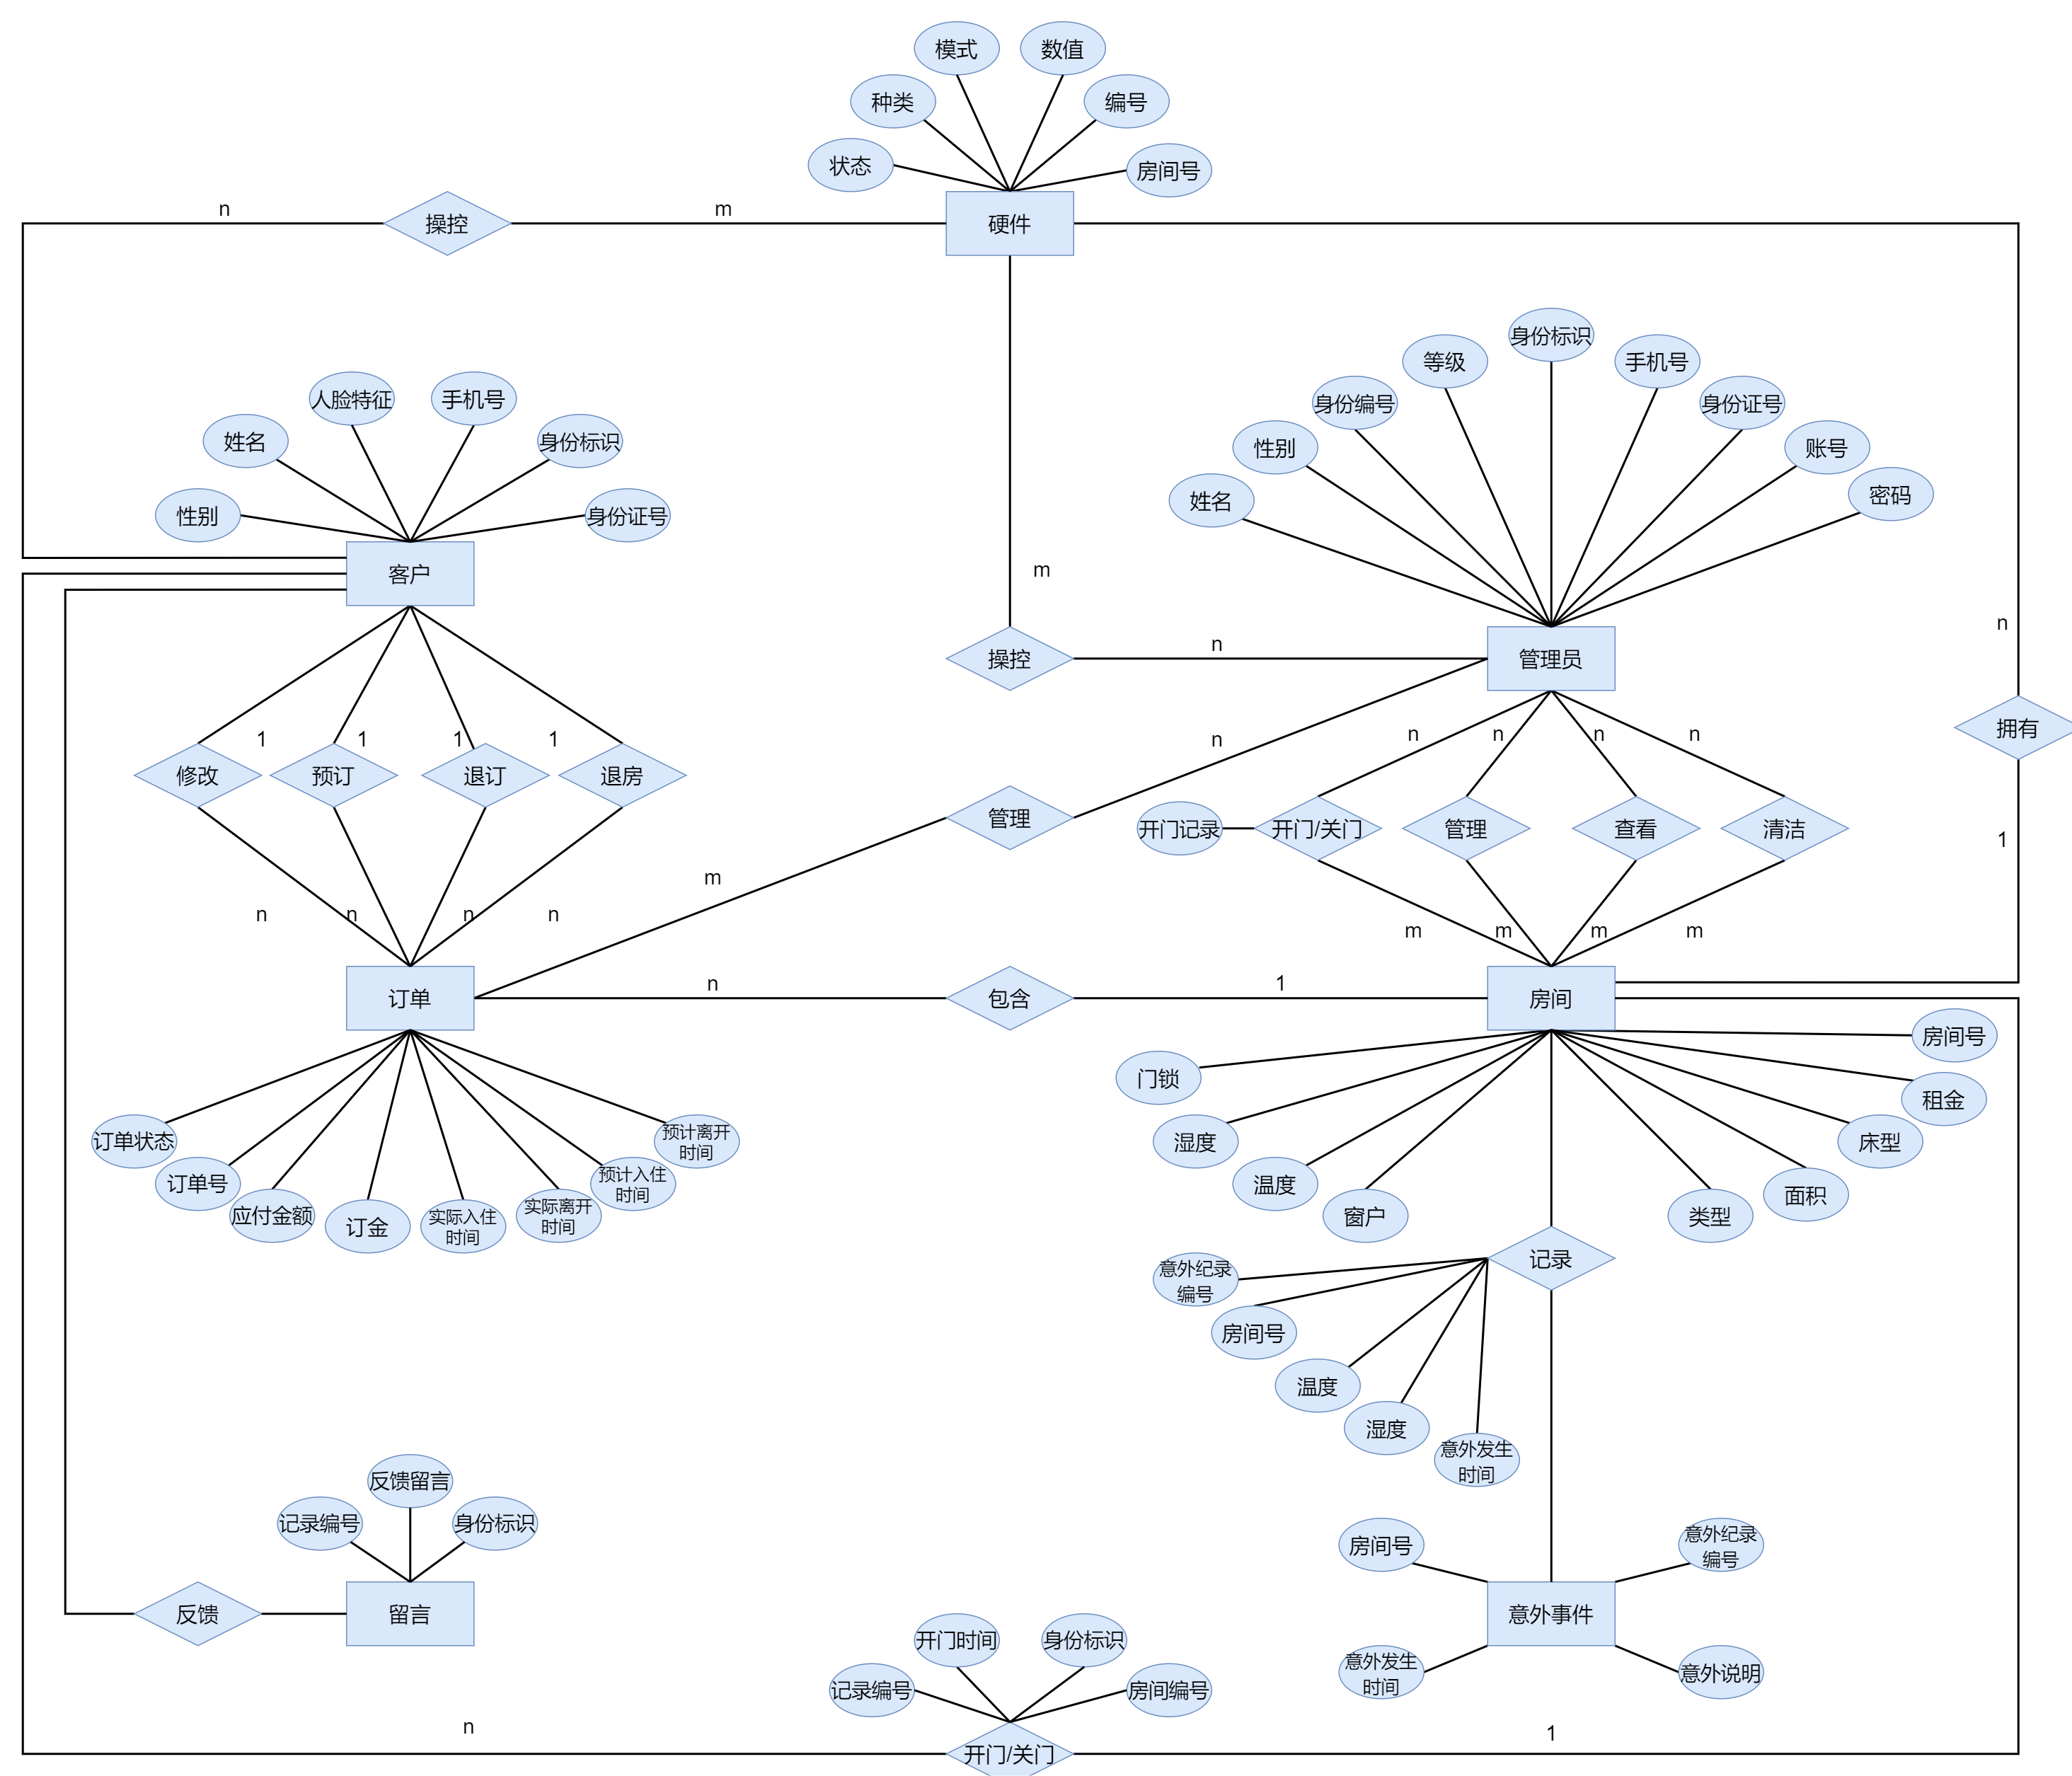 模式
数值
种类
编号
状态
房间号
n
操控
m
硬件
身份标识
等级
手机号
人脸特征
手机号
身份编号
身份证号
姓名
身份标识
性别
账号
性别
身份证号
姓名
密码
客户
m
n
操控
n
管理员
拥有
1
1
1
1
n
n
n
n
n
修改
预订
退订
退房
管理
开门记录
开门/关门
管理
查看
清洁
1
m
n
n
n
n
m
m
m
m
订单
n
包含
1
房间
房间号
门锁
租金
订单状态
预计离开
时间
湿度
床型
订单号
预计入住
时间
温度
面积
应付金额
订金
实际入住
时间
实际离开
时间
窗户
类型
记录
意外纪录
编号
房间号
温度
湿度
意外发生
时间
反馈留言
记录编号
身份标识
房间号
意外纪录
编号
反馈
留言
意外事件
开门时间
身份标识
意外发生
时间
意外说明
记录编号
房间编号
n
开门/关门
1